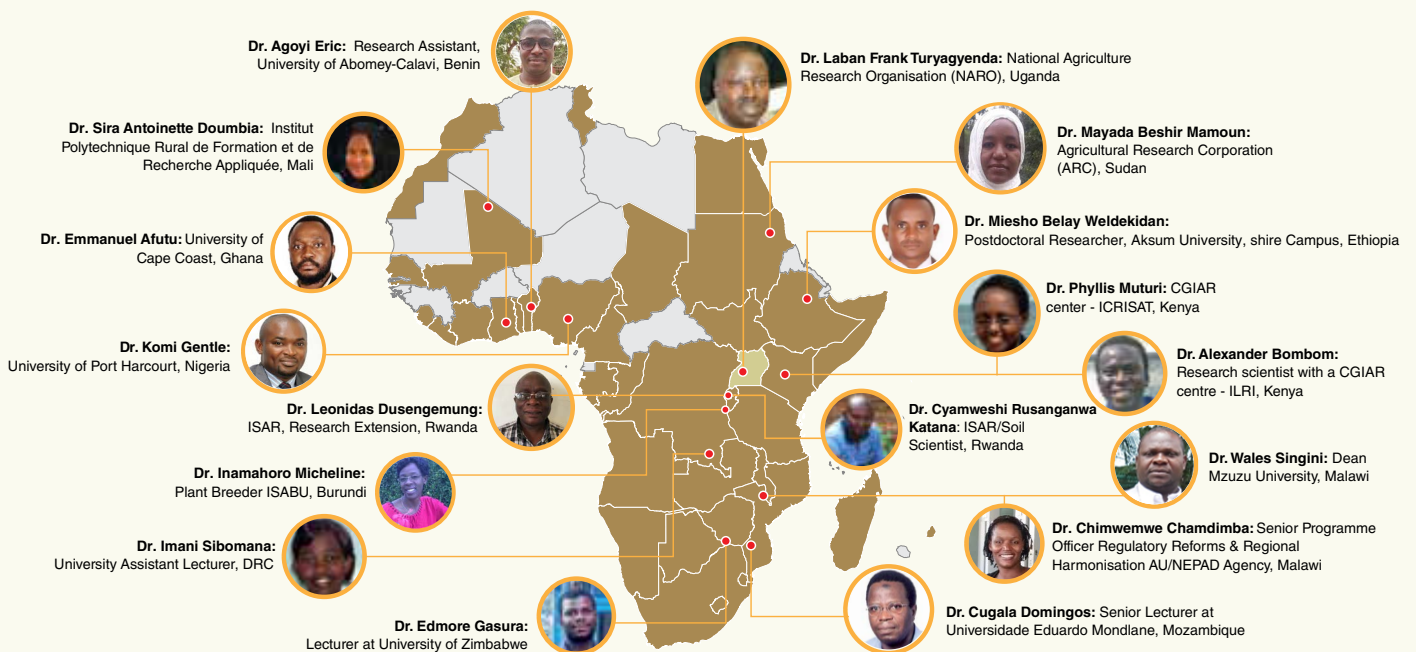 Dr. Agoyi Eric: Research Assistant,
University of Abomey-Calavi, Benin
Dr. Laban Frank Turyagyenda: National Agriculture
Research Organisation (NARO), Uganda
Dr. Sira Antoinette Doumbia: Institut
Polytechnique Rural de Formation et de
Recherche Appliquée, Mali
Dr. Mayada Beshir Mamoun:
Agricultural Research Corporation
(ARC), Sudan
Dr. Emmanuel Afutu: University of
Cape Coast, Ghana
Dr. Miesho Belay Weldekidan:
Postdoctoral Researcher, Aksum University, shire Campus, Ethiopia
Dr. Phyllis Muturi: CGIAR
center - ICRISAT, Kenya
Dr. Komi Gentle:
University of Port Harcourt, Nigeria
Dr. Alexander Bombom:
Research scientist with a CGIAR
centre - ILRI, Kenya
Dr. Leonidas Dusengemung:
ISAR, Research Extension, Rwanda
Dr. Cyamweshi Rusanganwa
Katana: ISAR/Soil
Scientist, Rwanda
Dr. Wales Singini: Dean
Mzuzu University, Malawi
Dr. Inamahoro Micheline:
Plant Breeder ISABU, Burundi
Dr. Chimwemwe Chamdimba: Senior Programme
Officer Regulatory Reforms & Regional
Harmonisation AU/NEPAD Agency, Malawi
Dr. Imani Sibomana:
University Assistant Lecturer, DRC
Dr. Cugala Domingos: Senior Lecturer at
Universidade Eduardo Mondlane, Mozambique
Dr. Edmore Gasura:
Lecturer at University of Zimbabwe